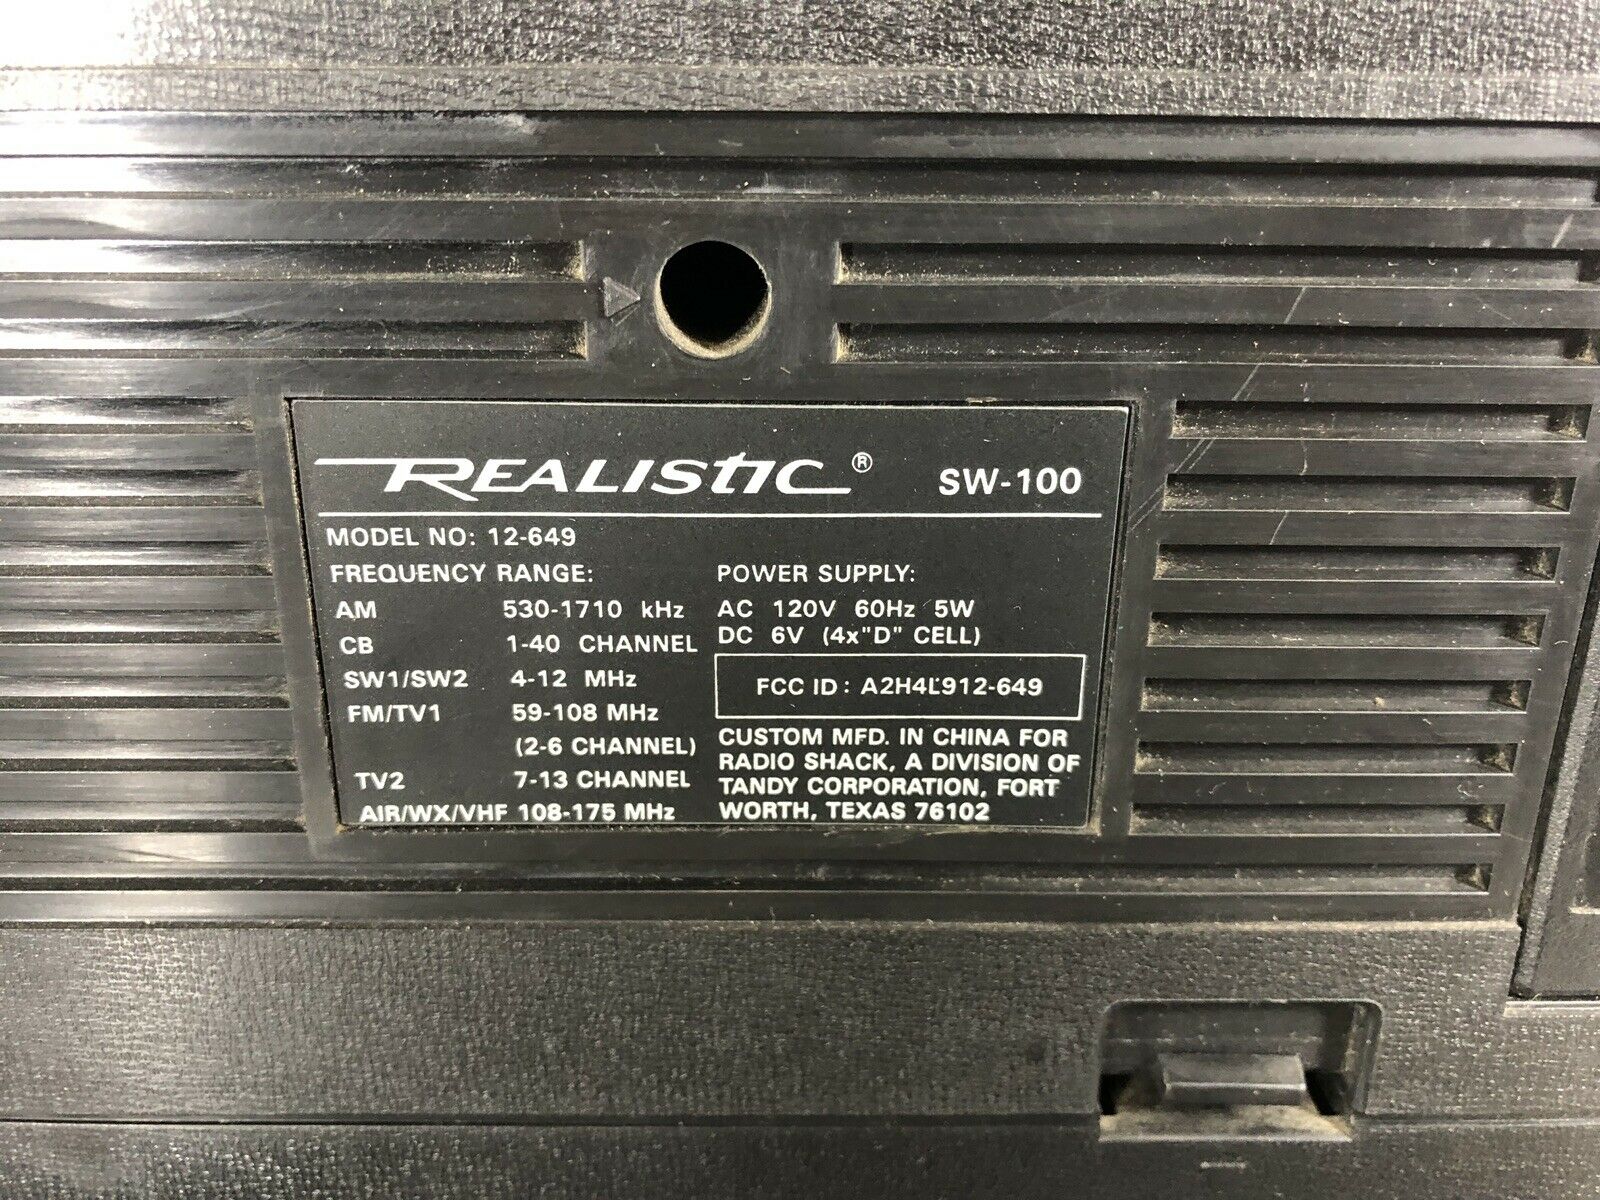 REALISTIC ® SW-100
MODEL NO: 12-649
FREQUENCY RANGE:
AM 530-1710 kHz
CB 1-40 CHANNEL
SW1/SW2 4-12 MHz
FM/TV1 59-108 MHz
(2-6 CHANNEL)
TV2 7-13 CHANNEL
AIR/WX/VHF 108-175 MHz
POWER SUPPLY:
AC 120V 60Hz 5W
DC 6V (4x"D" CELL)
FCC ID: A2H4L912-649
CUSTOM MFD. IN CHINA FOR
RADIO SHACK, A DIVISION OF
TANDY CORPORATION, FORT
WORTH, TEXAS 76102